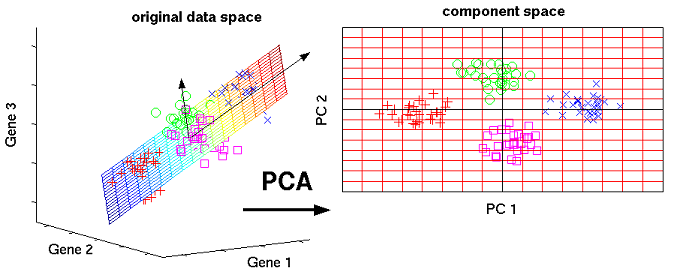 original data space
component space
Gene 3
Gene 2
Gene 1
PCA
PC 2
PC 1